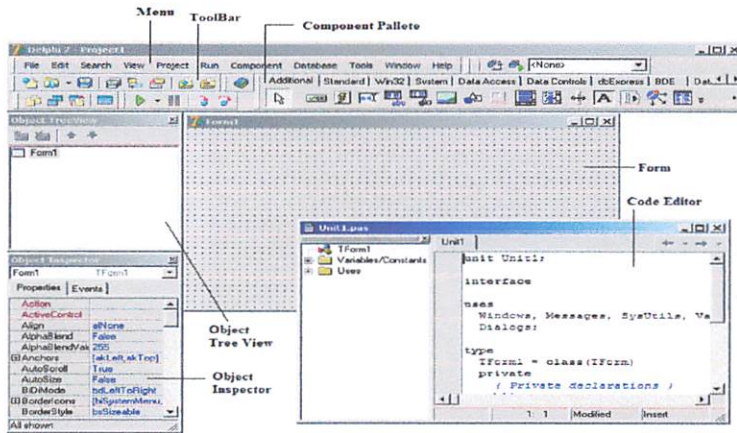 Menu
ToolBar
Component Pallete
Delphi 7 - Project1
File Edit Search View Project Run Component Database Tools Window Help
<None>
Additional Standard Win32 System Data Access Data Controls dbExpress BDE
Object TreeView
Form1
Form1
Form
Code Editor
Unit1.pas
TForm1
Variables/Constants
Uses
Unit1
unit Unit1;
interface
uses
Windows, Messages, SysUtils, Va
Dialogs;
type
TForm1 = class(TForm)
private
{ Private declarations }
1: 1 Modified Insert
Object Inspector
Form1 TForm1
Properties Events
Action
ActiveControl
Align alNone
AlphaBlend False
AlphaBlendVal 255
Anchors [akLeft,akTop]
AutoScroll True
AutoSize False
BiDiMode bdLeftToRight
BorderIcons [biSystemMenu,
BorderStyle bsSizeable
All shown
Object
Tree View
Object
Inspector